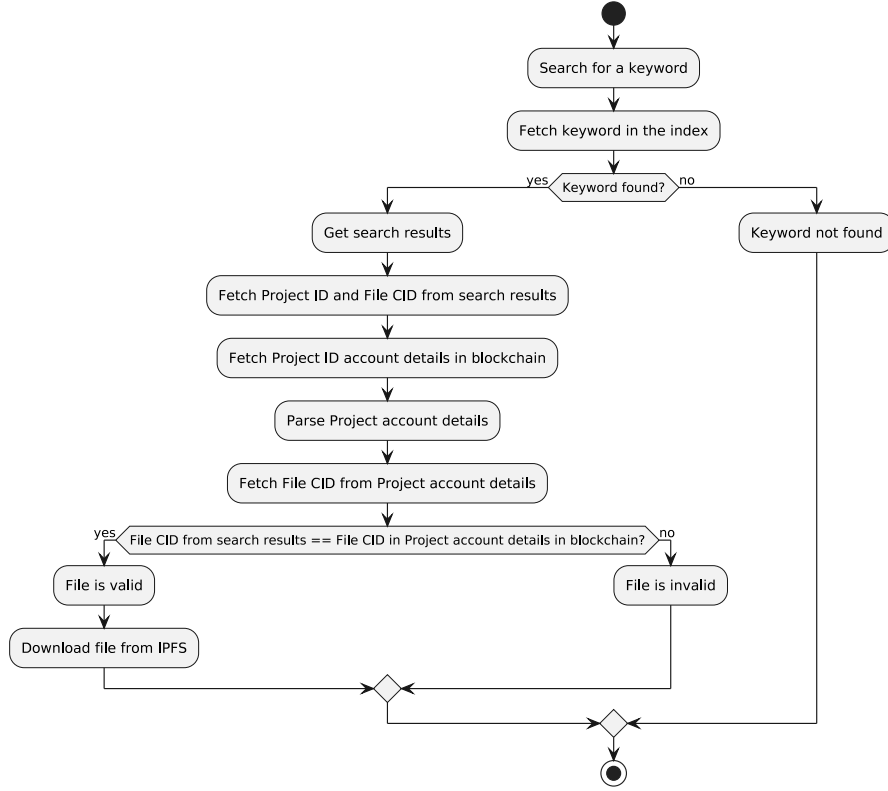 Search for a keyword
Fetch keyword in the index
yes
Keyword found?
no
Get search results
Keyword not found
Fetch Project ID and File CID from search results
Fetch Project ID account details in blockchain
Parse Project account details
Fetch File CID from Project account details
yes
File CID from search results == File CID in Project account details in blockchain?
no
File is valid
File is invalid
Download file from IPFS